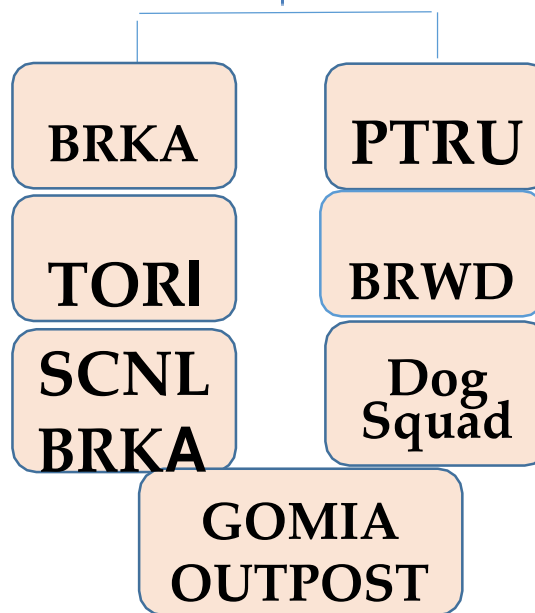 BRKA
PTRU
TORI
BRWD
SCNL
BRKA
Dog
Squad
GOMIA
OUTPOST